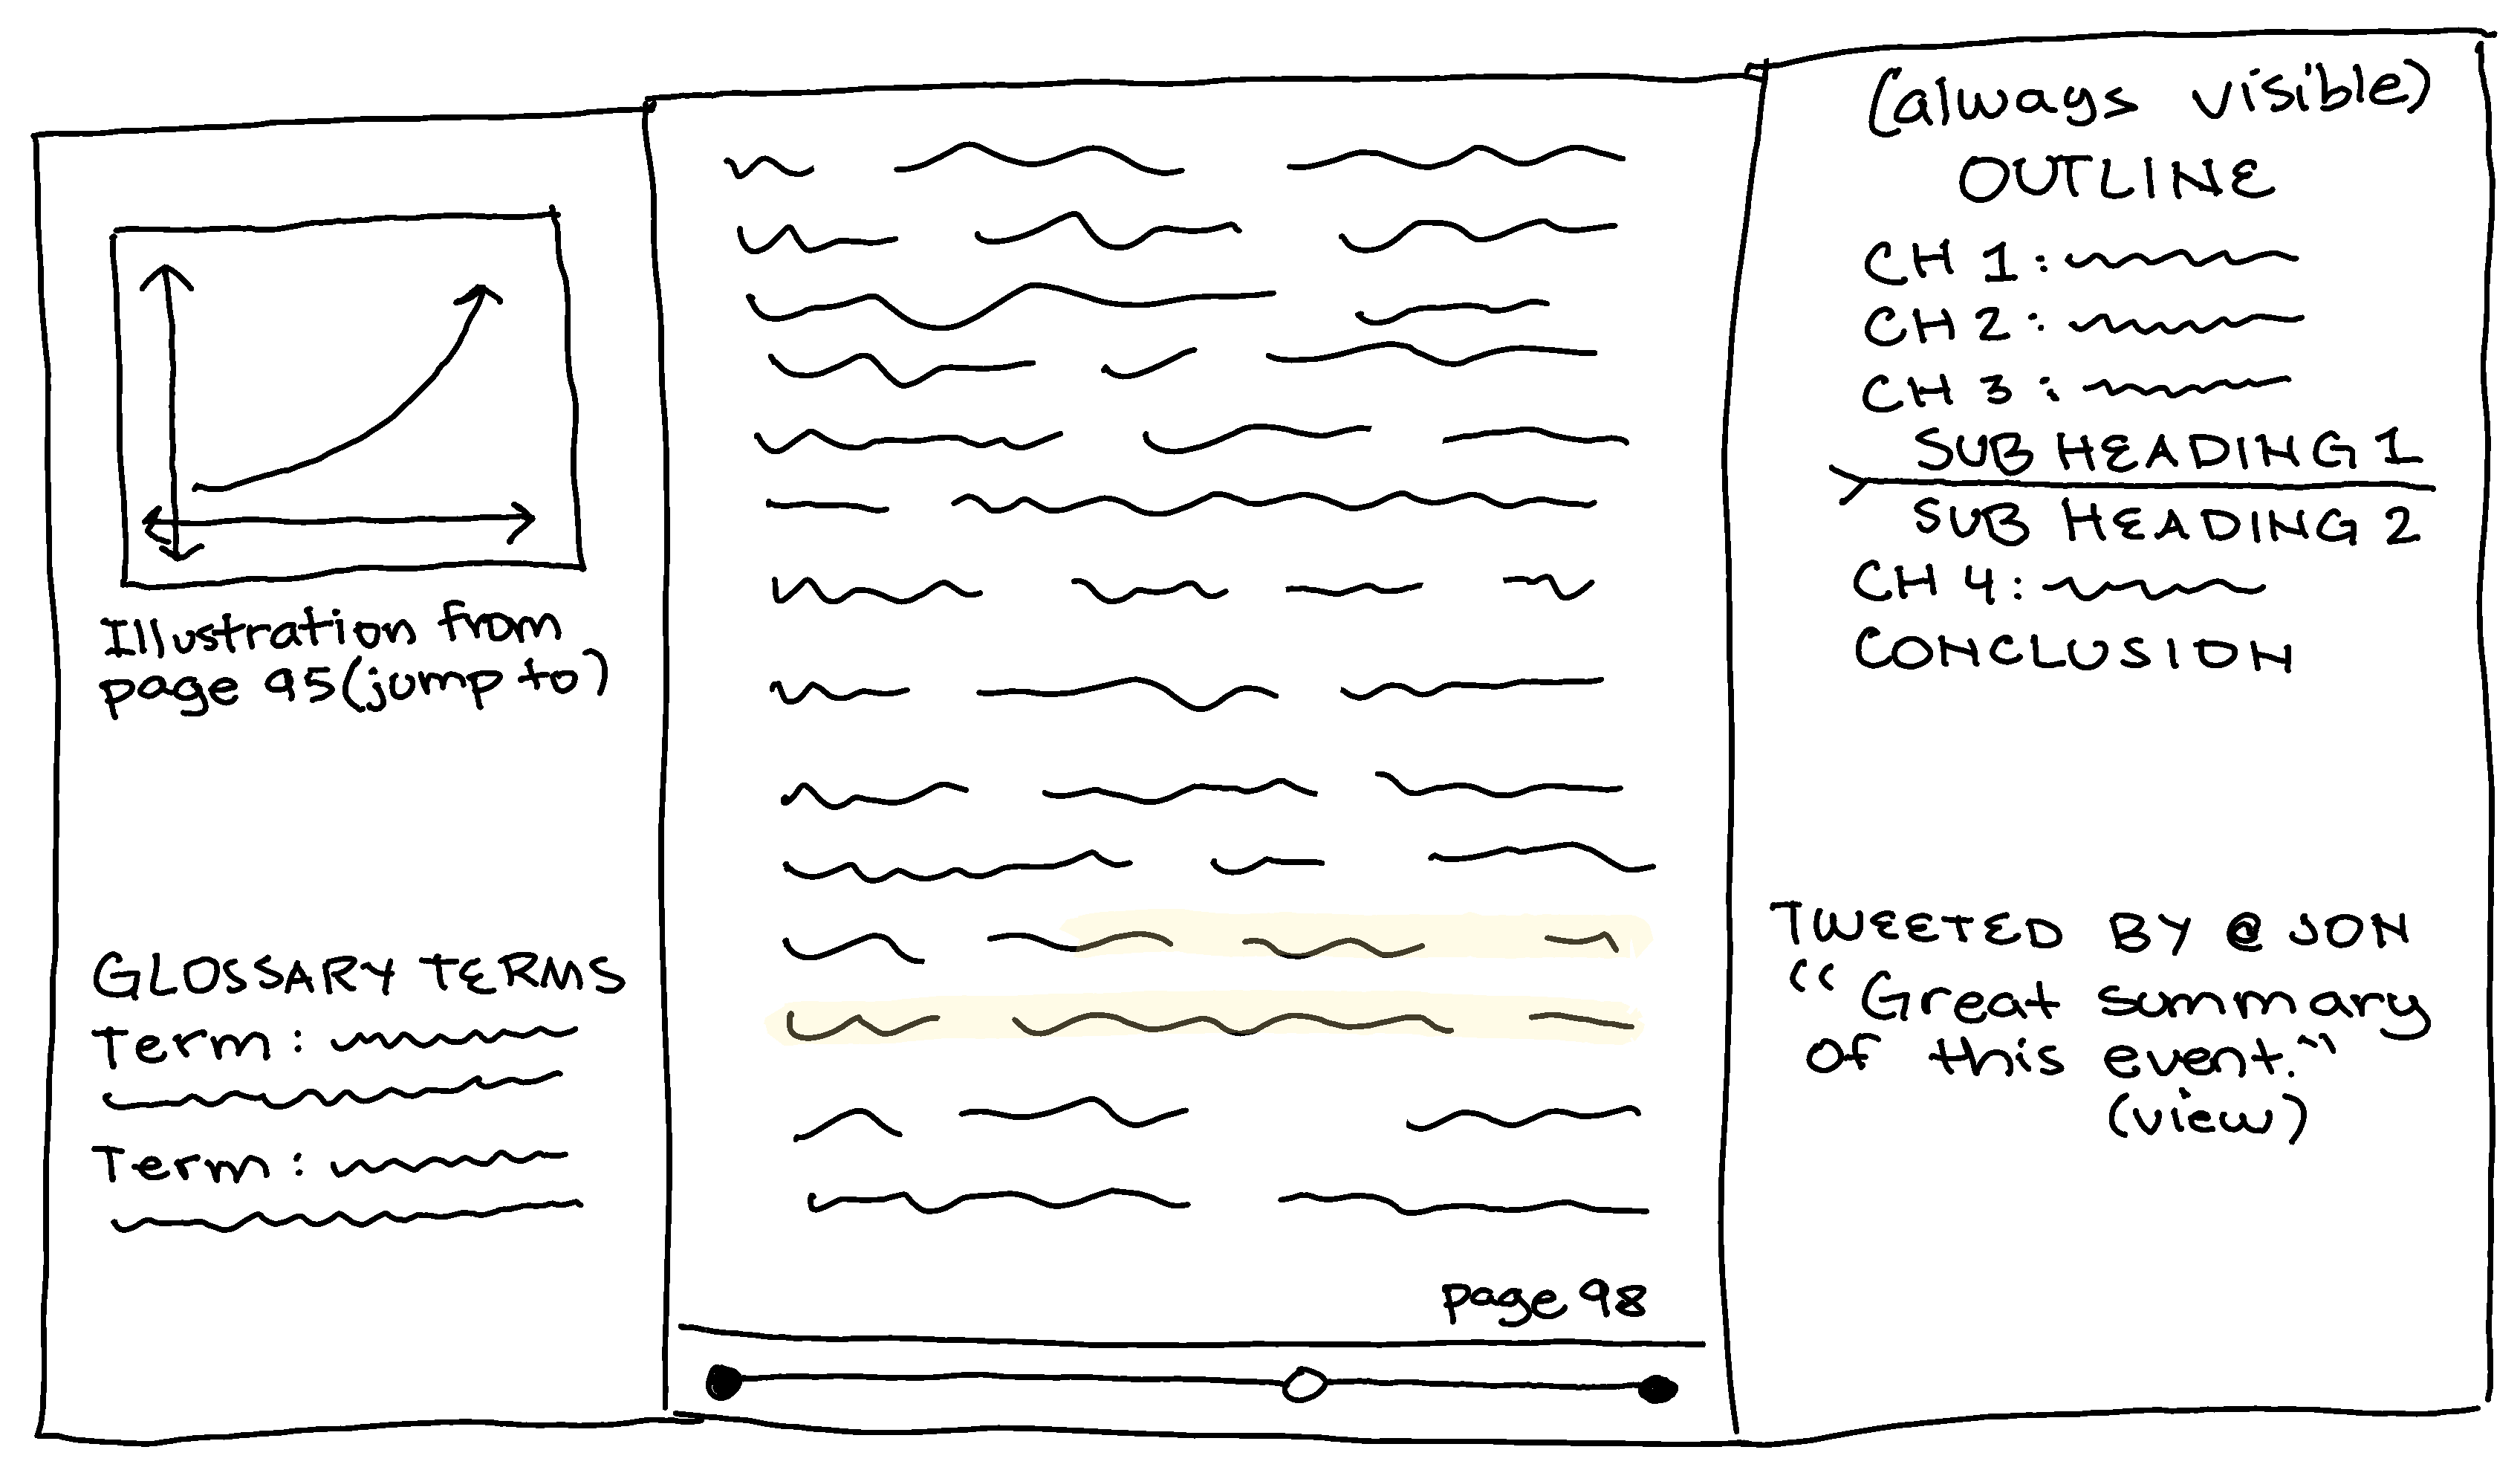 Illustration from
page 95 (jump to)
GLOSSARY TERMS
Term:
Term:
page 98
(always visible)
OUTLINE
CH 1:
CH 2:
CH 3:
SUB HEADING 1
SUB HEADING 2
CH 4:
CONCLUSION
TWEETED BY @JON
"Great summary
of this event."
(view)